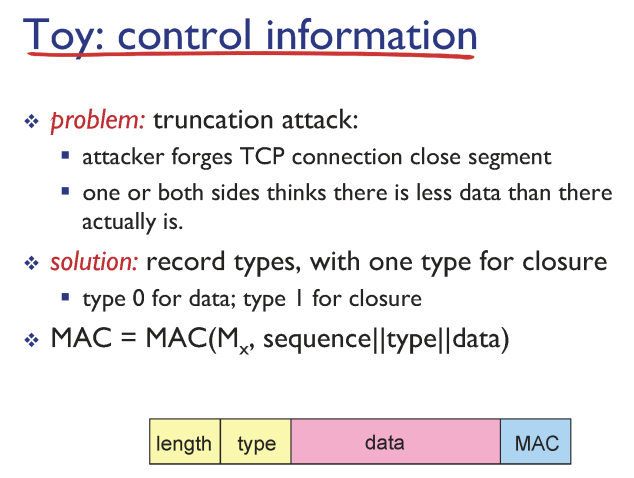 Toy: control information
❖ problem: truncation attack:
▪ attacker forges TCP connection close segment
▪ one or both sides thinks there is less data than there
actually is.
❖ solution: record types, with one type for closure
▪ type 0 for data; type 1 for closure
❖ MAC = MAC(Mx, sequence||type||data)
length type data MAC